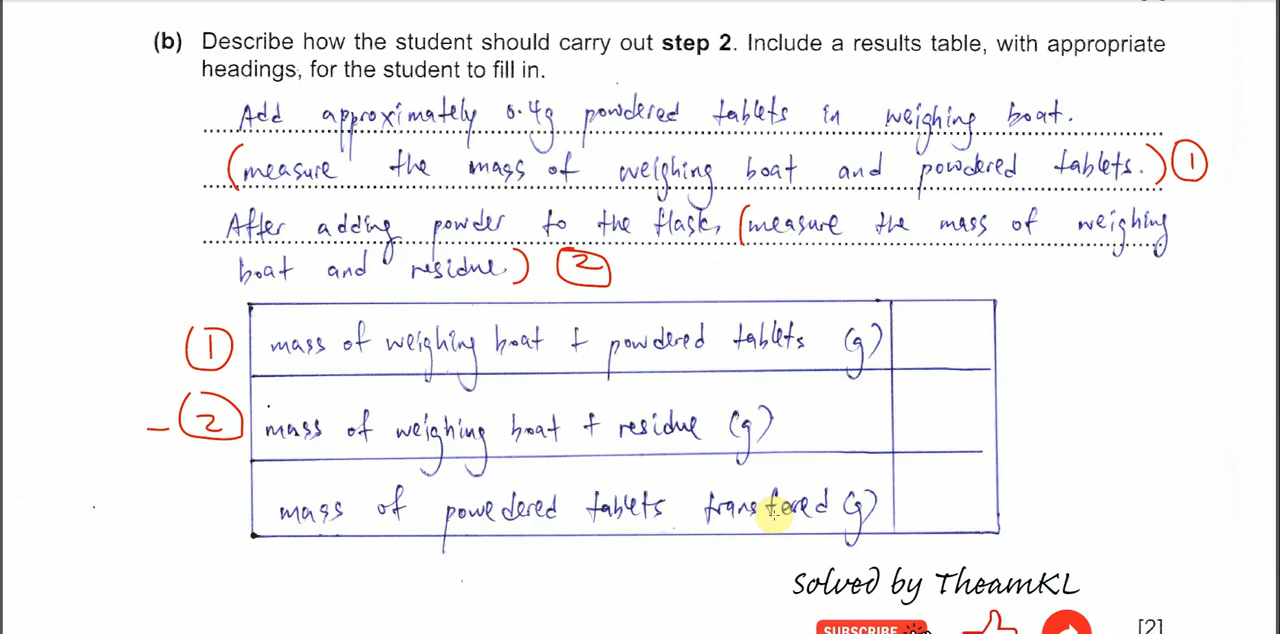 (b) Describe how the student should carry out step 2. Include a results table, with appropriate
headings, for the student to fill in.
Add approximately 0.4g powdered tablets in weighing boat.
(measure the mass of weighing boat and powdered tablets.) 1
After adding powder to the flask, (measure the mass of weighing
boat and residue.) 2
1 mass of weighing boat + powdered tablets (g)
- 2 mass of weighing boat + residue (g)
mass of powedered tablets transfered (g)
Solved by TheamKL
SUBSCRIBE
[2]